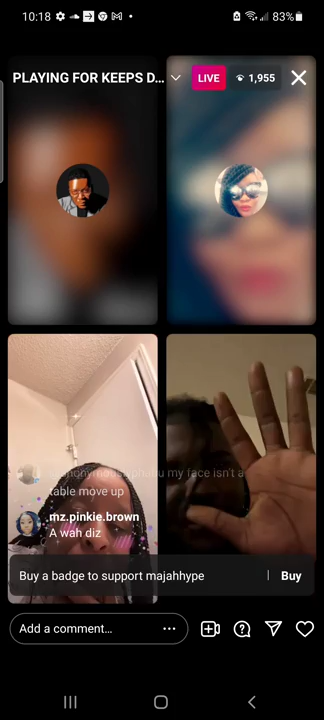 10:18
83%
PLAYING FOR KEEPS D...
LIVE
1,955
my face isn't a
table move up
mz.pinkie.brown
A wah diz
Buy a badge to support majahhype
Buy
Add a comment...